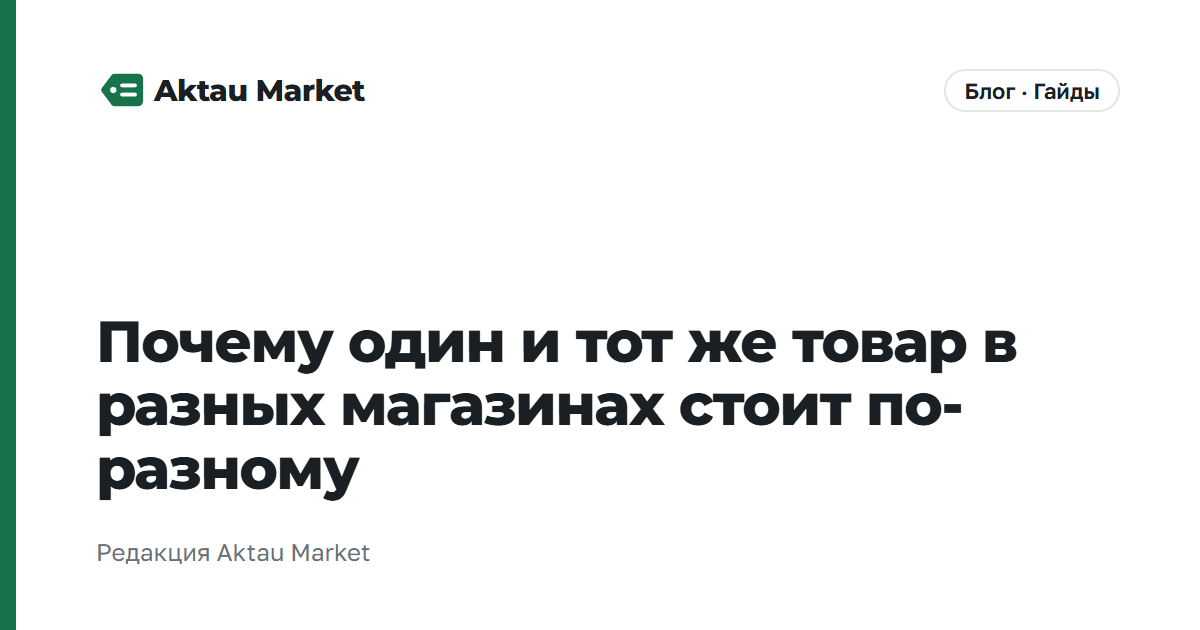 Aktau Market
Блог · Гайды
Почему один и тот же товар в
разных магазинах стоит по-
разному
Редакция Aktau Market